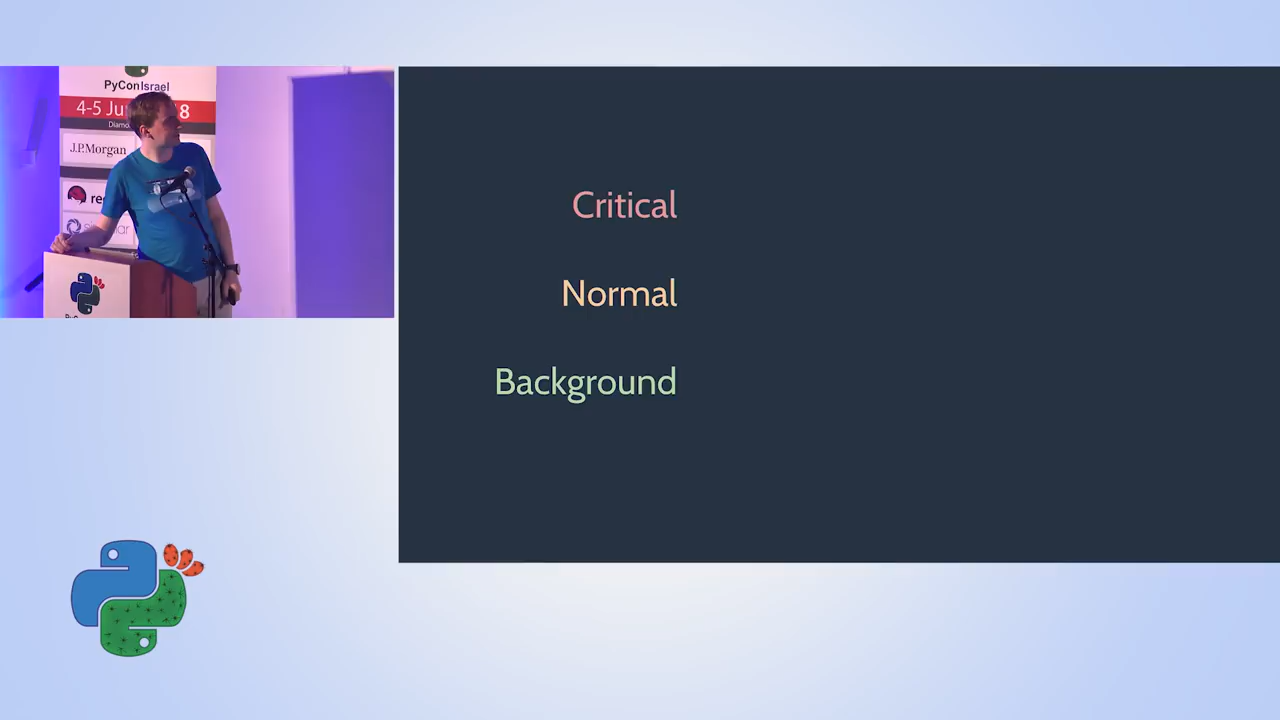 PyConIsrael
4-5 Ju 8
J.P.Morgan
Critical
Normal
Background